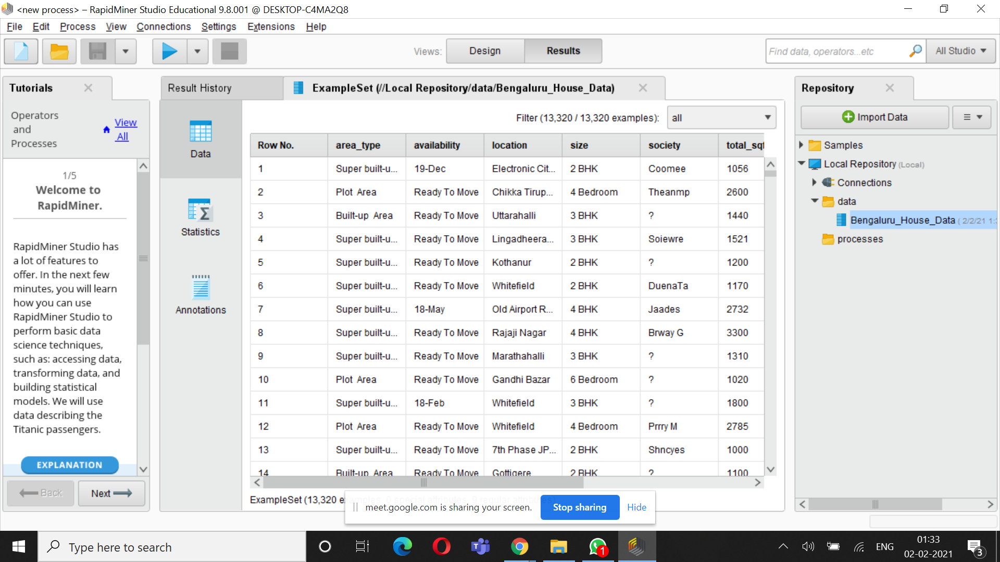 <new process> – RapidMiner Studio Educational 9.8.001 @ DESKTOP-C4MA2Q8
File Edit Process View Connections Settings Extensions Help
Views: Design Results
Find data, operators...etc
All Studio
Tutorials
Operators and Processes
View All
1/5
Welcome to
RapidMiner.
RapidMiner Studio has
a lot of features to
offer. In the next few
minutes, you will learn
how you can use
RapidMiner Studio to
perform basic data
science techniques,
such as: accessing data,
transforming data, and
building statistical
models. We will use
data describing the
Titanic passengers.
EXPLANATION
Back Next
Result History
ExampleSet (//Local Repository/data/Bengaluru_House_Data)
Data
Statistics
Annotations
Filter (13,320 / 13,320 examples): all
Row No. area_type availability location size society total_sqf
1 Super built-u... 19-Dec Electronic Cit... 2 BHK Coomee 1056
2 Plot Area Ready To Move Chikka Tirup... 4 Bedroom Theanmp 2600
3 Built-up Area Ready To Move Uttarahalli 3 BHK ? 1440
4 Super built-u... Ready To Move Lingadheera... 3 BHK Soiewre 1521
5 Super built-u... Ready To Move Kothanur 2 BHK ? 1200
6 Super built-u... Ready To Move Whitefield 2 BHK DuenaTa 1170
7 Super built-u... 18-May Old Airport R... 4 BHK Jaades 2732
8 Super built-u... Ready To Move Rajaji Nagar 4 BHK Brway G 3300
9 Super built-u... Ready To Move Marathahalli 3 BHK ? 1310
10 Plot Area Ready To Move Gandhi Bazar 6 Bedroom ? 1020
11 Super built-u... 18-Feb Whitefield 3 BHK ? 1800
12 Plot Area Ready To Move Whitefield 4 Bedroom Prrry M 2785
13 Super built-u... Ready To Move 7th Phase JP... 2 BHK Shncyes 1000
14 Built-up Area Ready To Move Gottigere 2 BHK ? 1100
ExampleSet (13,320 examples, 0 special attributes, 9 regular attributes)
meet.google.com is sharing your screen. Stop sharing Hide
Repository
Import Data
Samples
Local Repository (Local)
Connections
data
Bengaluru_House_Data ( 2/2/21 1:3
processes
Type here to search
1
ENG
01:33
02-02-2021
3